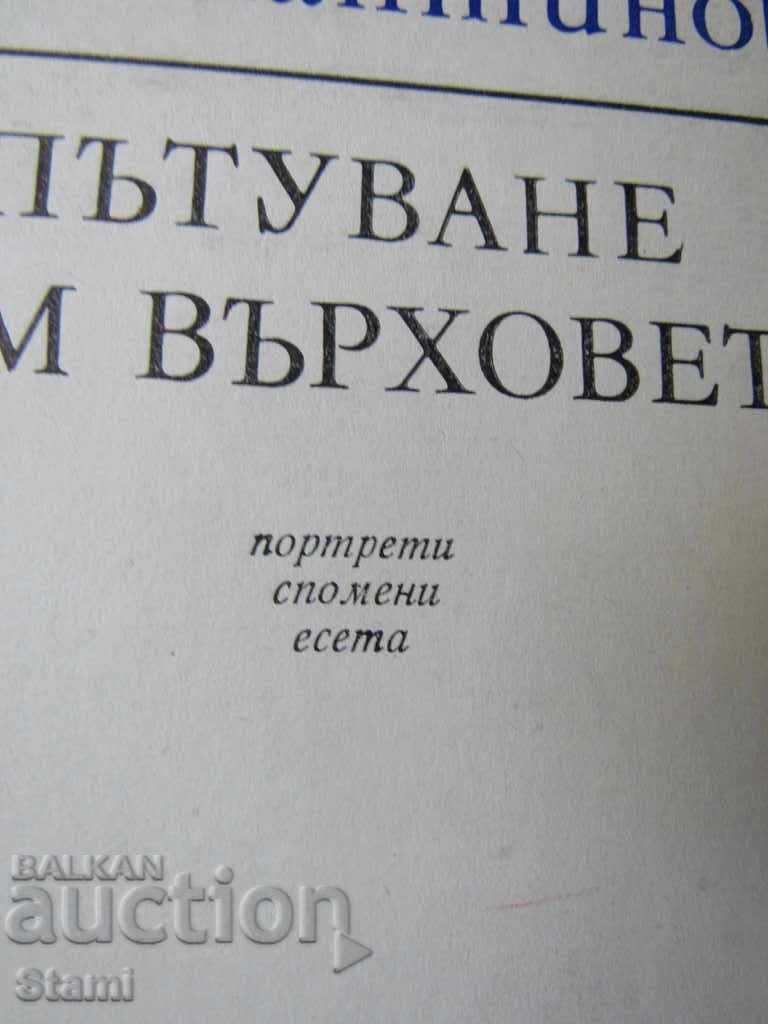 ПЪТУВАНЕ
М ВЪРХОВЕТ
портрети
спомени
есета
BALKAN
auction
Stami